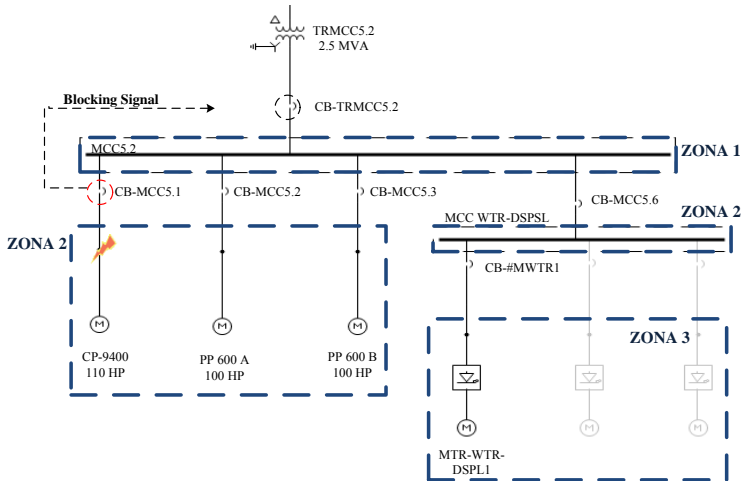 TRMCC5.2
2.5 MVA
Blocking Signal
CB-TRMCC5.2
MCC5.2
ZONA 1
CB-MCC5.1
CB-MCC5.2
CB-MCC5.3
CB-MCC5.6
ZONA 2
MCC WTR-DSPSL
ZONA 2
CB-#MWTR1
ZONA 3
M
M
M
CP-9400
110 HP
PP 600 A
100 HP
PP 600 B
100 HP
M
M
M
MTR-WTR-
DSPL1